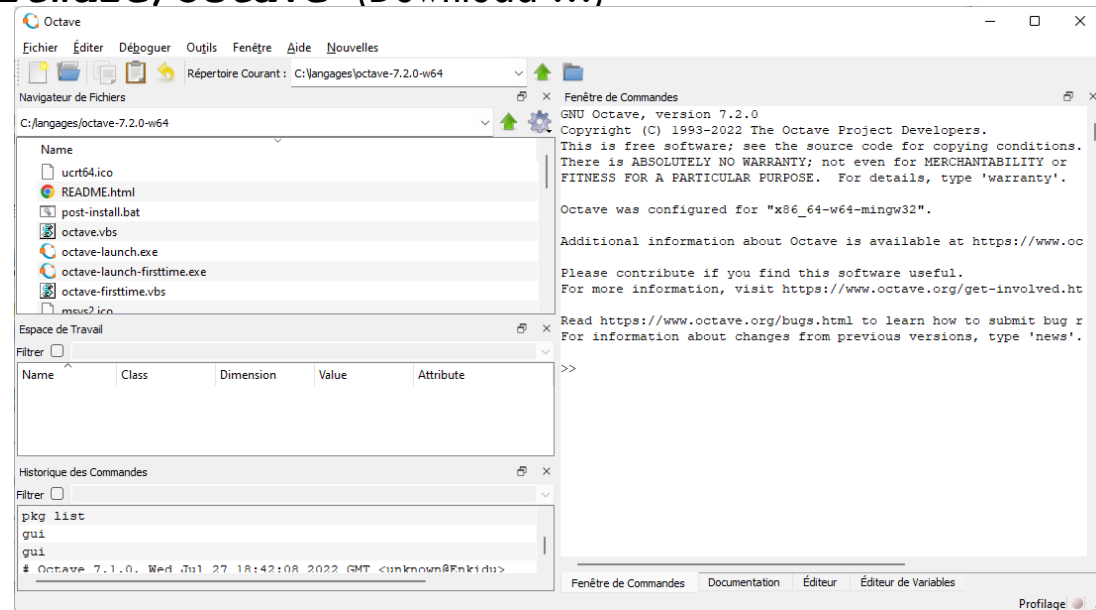 octave (Download ...)
Octave
Fichier Éditer Déboguer Outils Fenêtre Aide Nouvelles
Répertoire Courant : C:\langages\octave-7.2.0-w64
Navigateur de Fichiers
C:/langages/octave-7.2.0-w64
Name
ucrt64.ico
README.html
post-install.bat
octave.vbs
octave-launch.exe
octave-launch-firsttime.exe
octave-firsttime.vbs
msys2.ico
Espace de Travail
Filtrer
Name Class Dimension Value Attribute
Historique des Commandes
Filtrer
pkg list
gui
gui
# Octave 7.1.0, Wed Jul 27 18:42:08 2022 GMT <unknown@Enkidu>
Fenêtre de Commandes
GNU Octave, version 7.2.0
Copyright (C) 1993-2022 The Octave Project Developers.
This is free software; see the source code for copying conditions.
There is ABSOLUTELY NO WARRANTY; not even for MERCHANTABILITY or
FITNESS FOR A PARTICULAR PURPOSE.  For details, type 'warranty'.
Octave was configured for "x86_64-w64-mingw32".
Additional information about Octave is available at https://www.oc
Please contribute if you find this software useful.
For more information, visit https://www.octave.org/get-involved.ht
Read https://www.octave.org/bugs.html to learn how to submit bug r
For information about changes from previous versions, type 'news'.
>>
Fenêtre de Commandes Documentation Éditeur Éditeur de Variables
Profilage